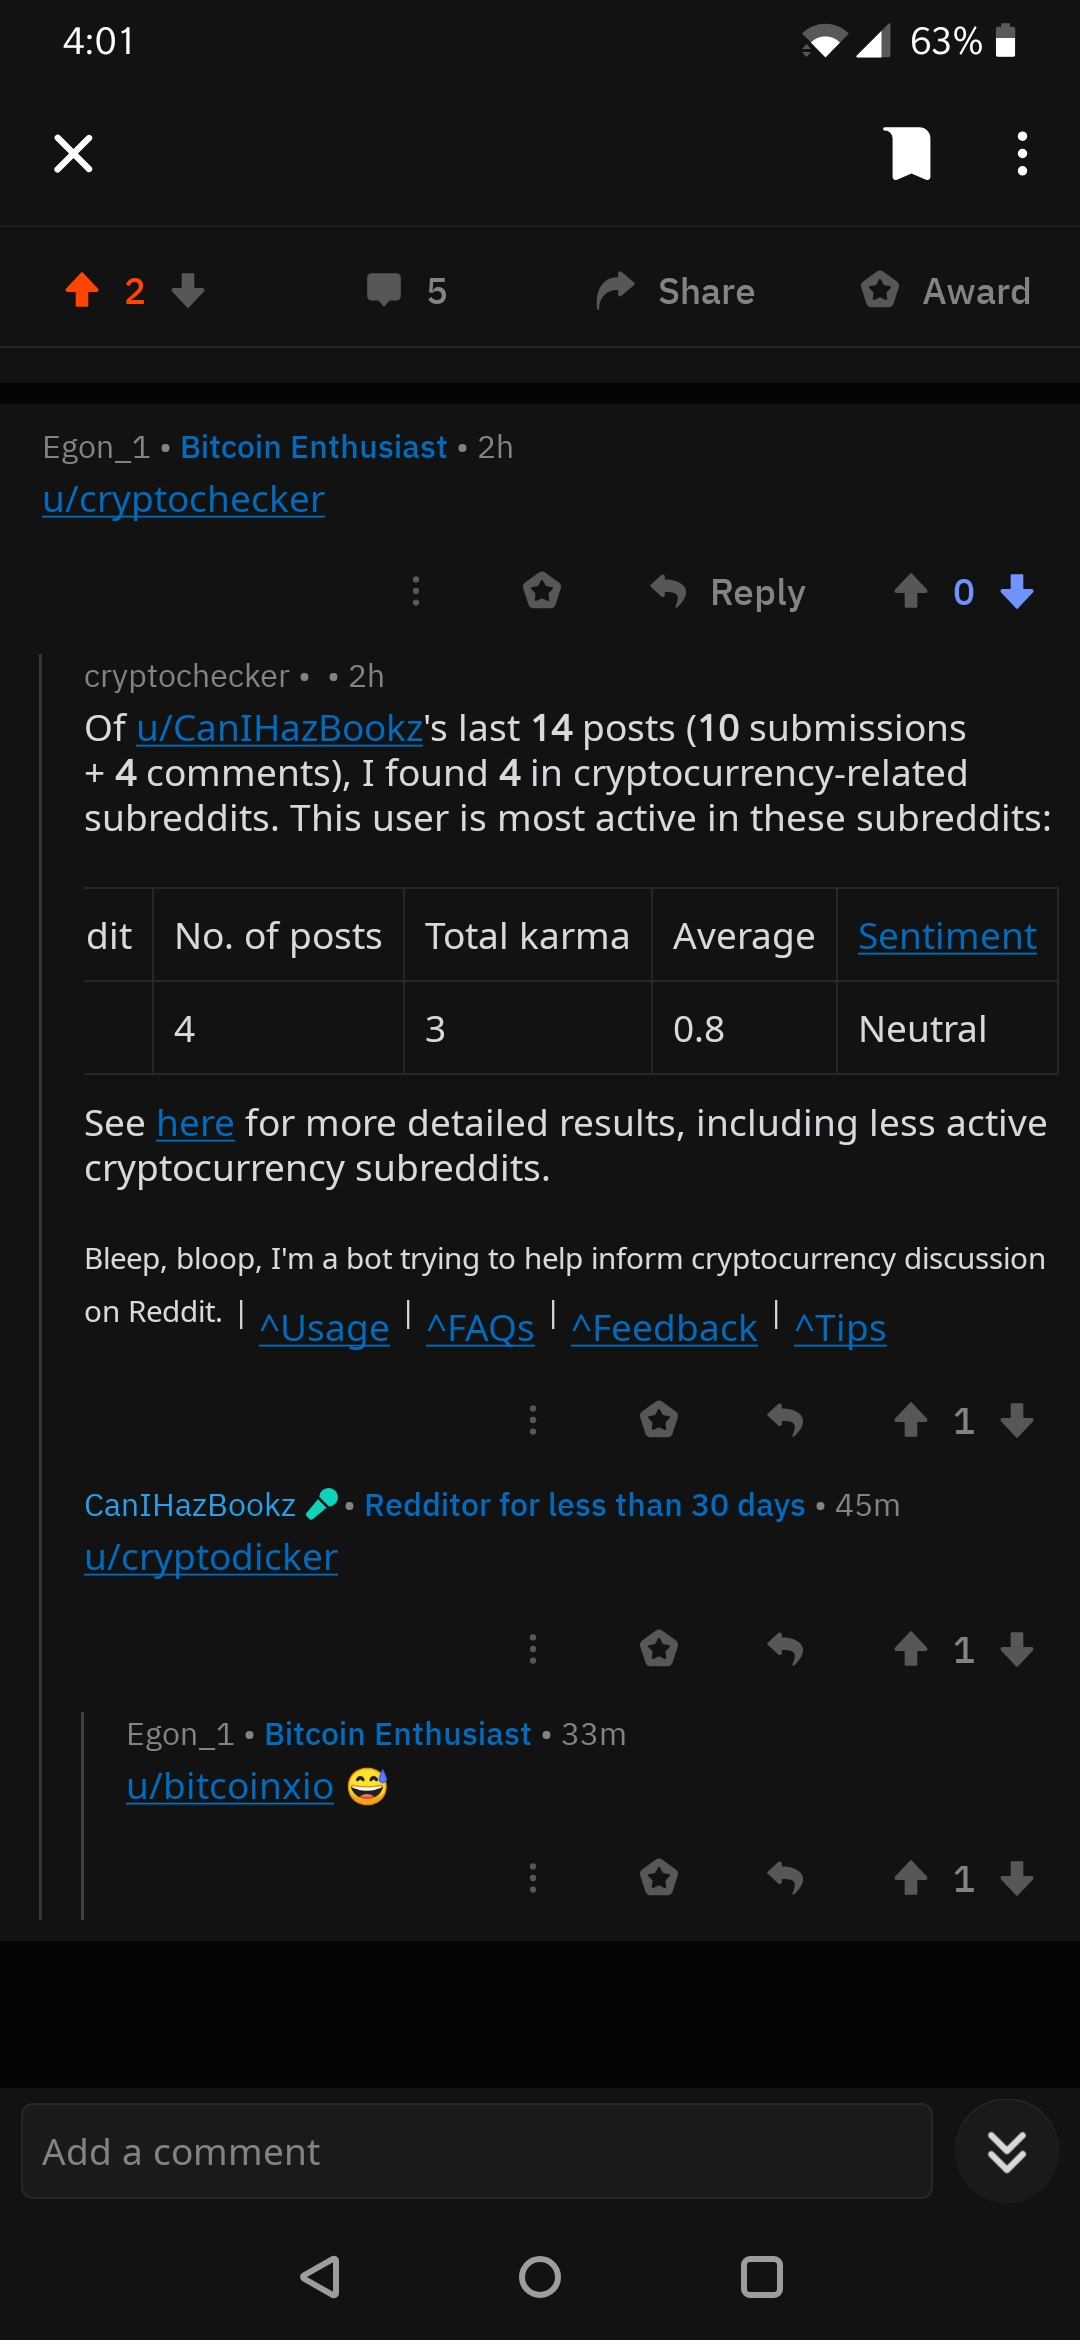 4:01 63%
2 5 Share Award
Egon_1 • Bitcoin Enthusiast • 2h
u/cryptochecker
Reply 0
cryptochecker • • 2h
Of u/CanIHazBookz's last 14 posts (10 submissions
+ 4 comments), I found 4 in cryptocurrency-related
subreddits. This user is most active in these subreddits:
dit No. of posts Total karma Average Sentiment
4 3 0.8 Neutral
See here for more detailed results, including less active
cryptocurrency subreddits.
Bleep, bloop, I'm a bot trying to help inform cryptocurrency discussion
on Reddit. | ^Usage | ^FAQs | ^Feedback | ^Tips
1
CanIHazBookz 🎤 • Redditor for less than 30 days • 45m
u/cryptodicker
1
Egon_1 • Bitcoin Enthusiast • 33m
u/bitcoinxio 😅
1
Add a comment